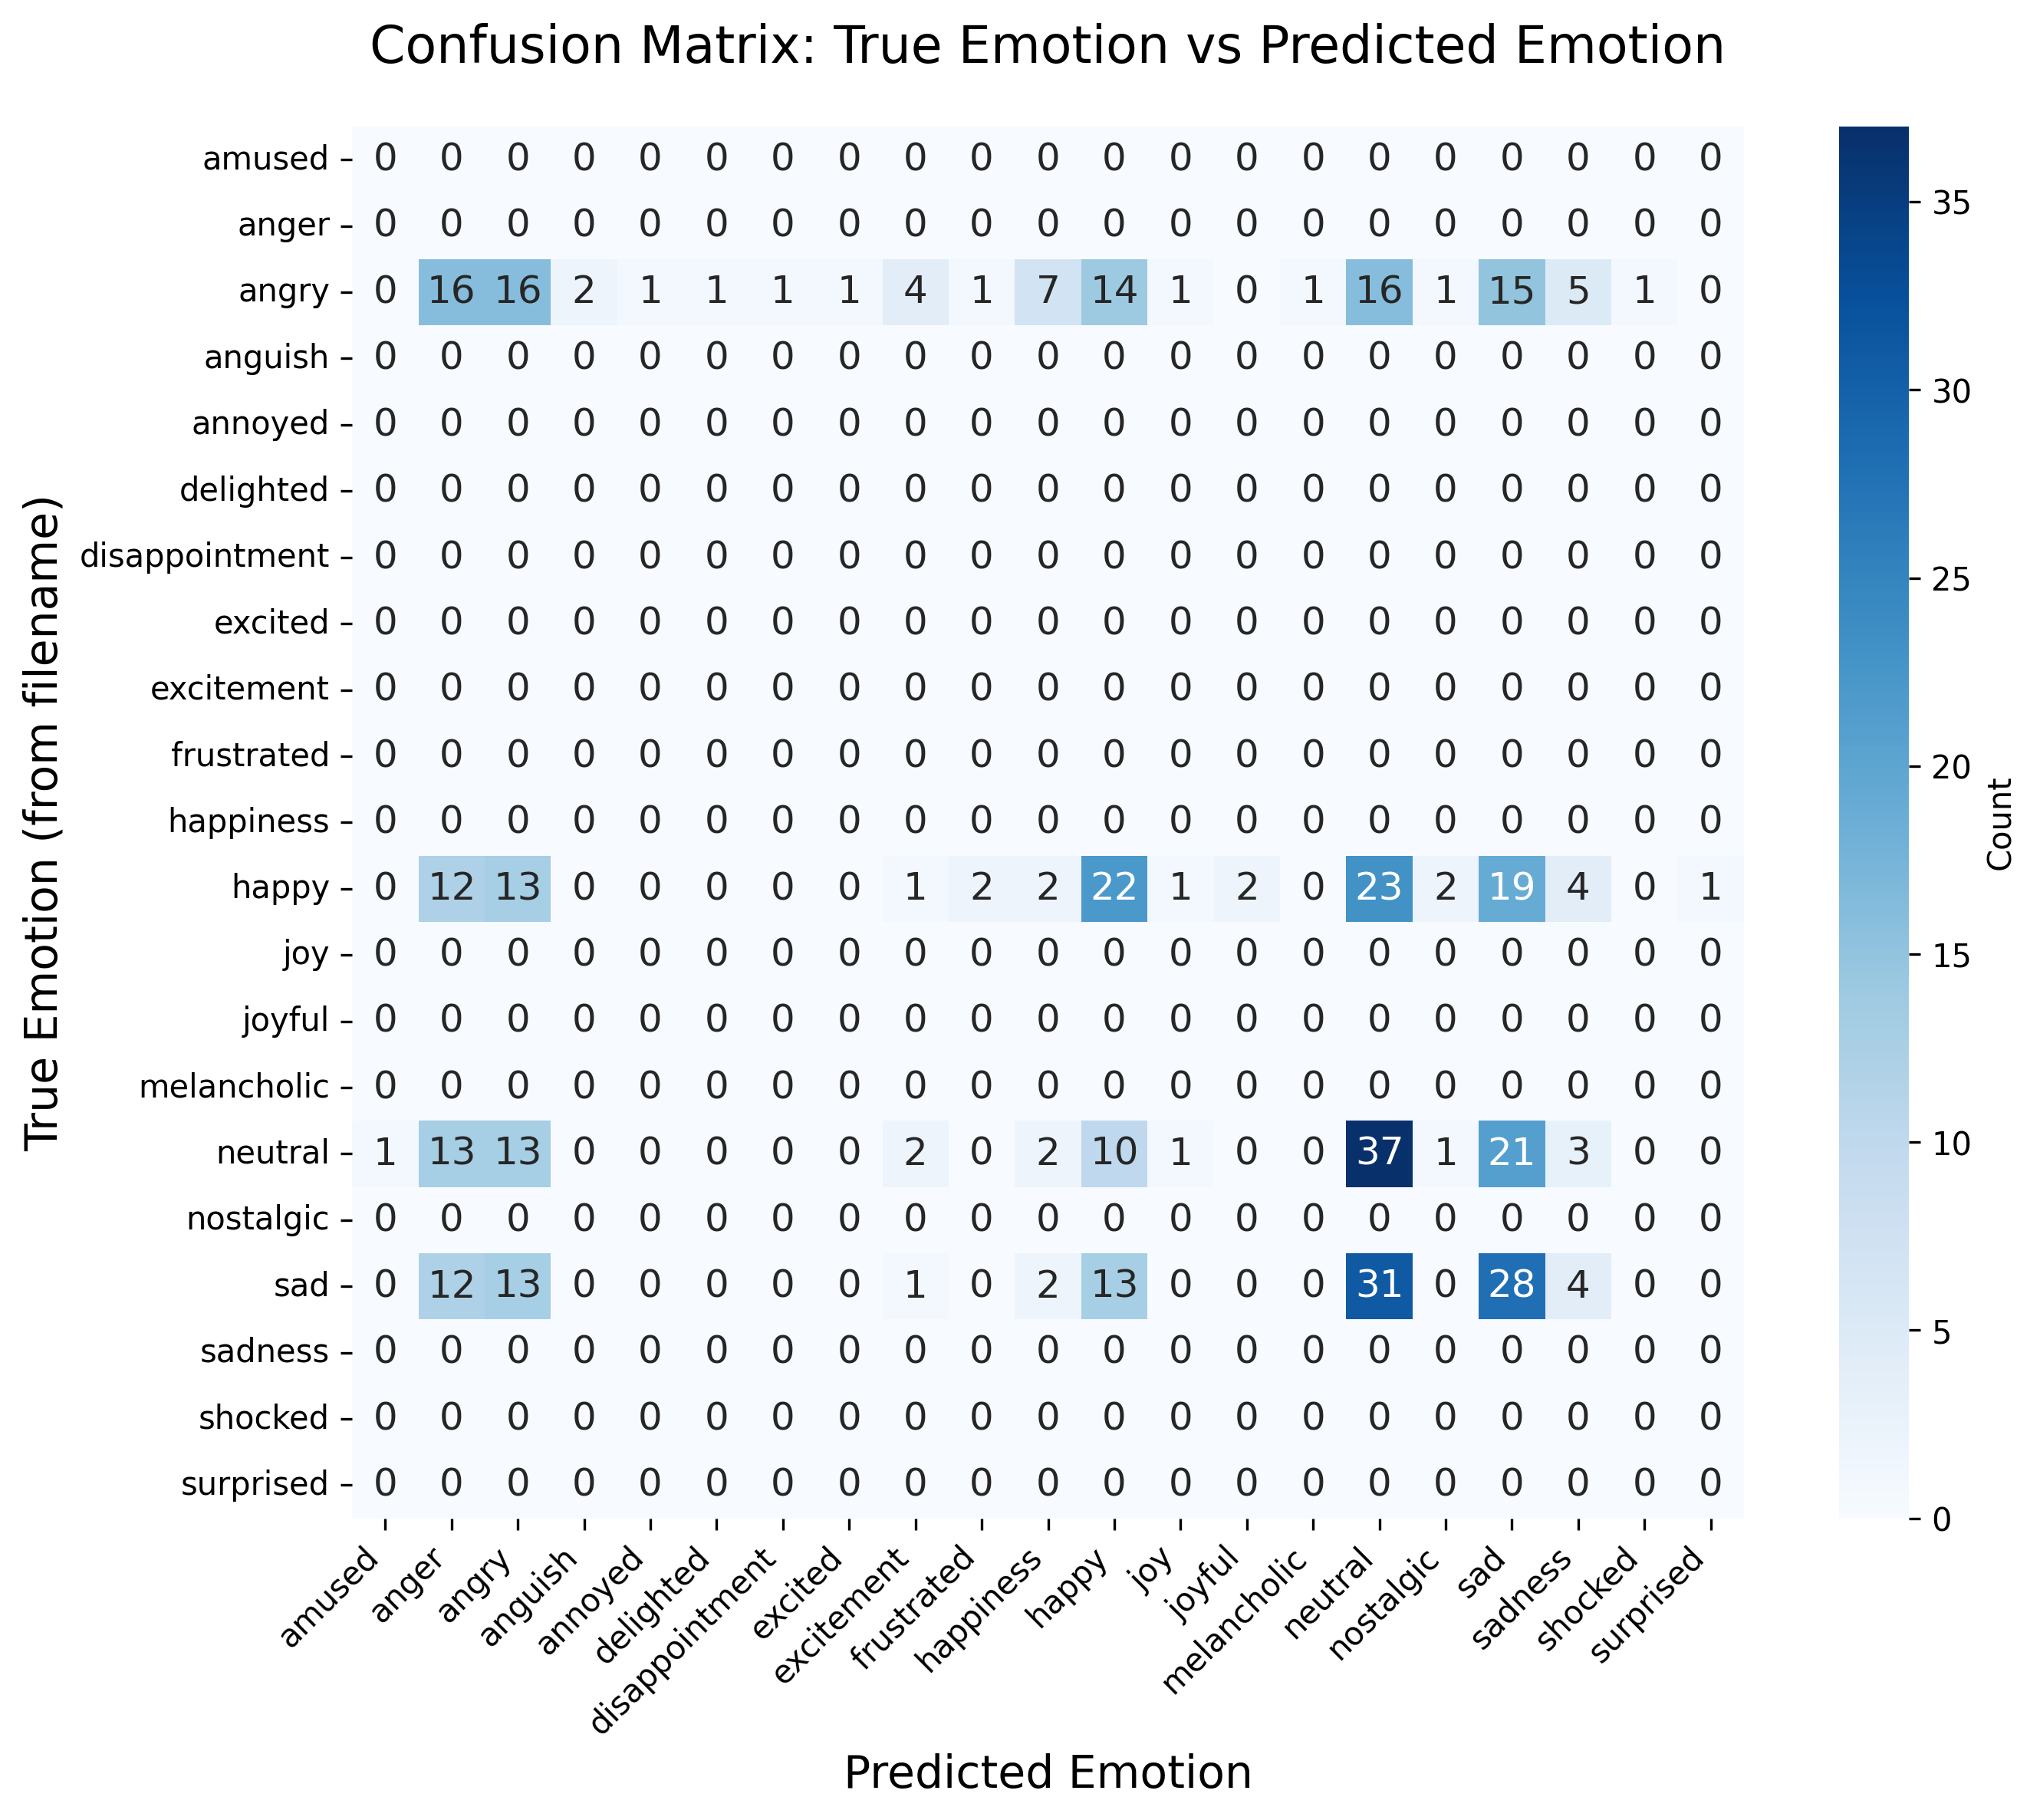 Confusion Matrix: True Emotion vs Predicted Emotion
True Emotion (from filename)
amused 0 0 0 0 0 0 0 0 0 0 0 0 0 0 0 0 0 0 0 0 0
anger 0 0 0 0 0 0 0 0 0 0 0 0 0 0 0 0 0 0 0 0 0
angry 0 16 16 2 1 1 1 1 4 1 7 14 1 0 1 16 1 15 5 1 0
anguish 0 0 0 0 0 0 0 0 0 0 0 0 0 0 0 0 0 0 0 0 0
annoyed 0 0 0 0 0 0 0 0 0 0 0 0 0 0 0 0 0 0 0 0 0
delighted 0 0 0 0 0 0 0 0 0 0 0 0 0 0 0 0 0 0 0 0 0
disappointment 0 0 0 0 0 0 0 0 0 0 0 0 0 0 0 0 0 0 0 0 0
excited 0 0 0 0 0 0 0 0 0 0 0 0 0 0 0 0 0 0 0 0 0
excitement 0 0 0 0 0 0 0 0 0 0 0 0 0 0 0 0 0 0 0 0 0
frustrated 0 0 0 0 0 0 0 0 0 0 0 0 0 0 0 0 0 0 0 0 0
happiness 0 0 0 0 0 0 0 0 0 0 0 0 0 0 0 0 0 0 0 0 0
happy 0 12 13 0 0 0 0 0 1 2 2 22 1 2 0 23 2 19 4 0 1
joy 0 0 0 0 0 0 0 0 0 0 0 0 0 0 0 0 0 0 0 0 0
joyful 0 0 0 0 0 0 0 0 0 0 0 0 0 0 0 0 0 0 0 0 0
melancholic 0 0 0 0 0 0 0 0 0 0 0 0 0 0 0 0 0 0 0 0 0
neutral 1 13 13 0 0 0 0 0 2 0 2 10 1 0 0 37 1 21 3 0 0
nostalgic 0 0 0 0 0 0 0 0 0 0 0 0 0 0 0 0 0 0 0 0 0
sad 0 12 13 0 0 0 0 0 1 0 2 13 0 0 0 31 0 28 4 0 0
sadness 0 0 0 0 0 0 0 0 0 0 0 0 0 0 0 0 0 0 0 0 0
shocked 0 0 0 0 0 0 0 0 0 0 0 0 0 0 0 0 0 0 0 0 0
surprised 0 0 0 0 0 0 0 0 0 0 0 0 0 0 0 0 0 0 0 0 0
amused anger angry anguish annoyed delighted disappointment excited excitement frustrated happiness happy joy joyful melancholic neutral nostalgic sad sadness shocked surprised
Predicted Emotion
35
30
25
20
15
10
5
0
Count